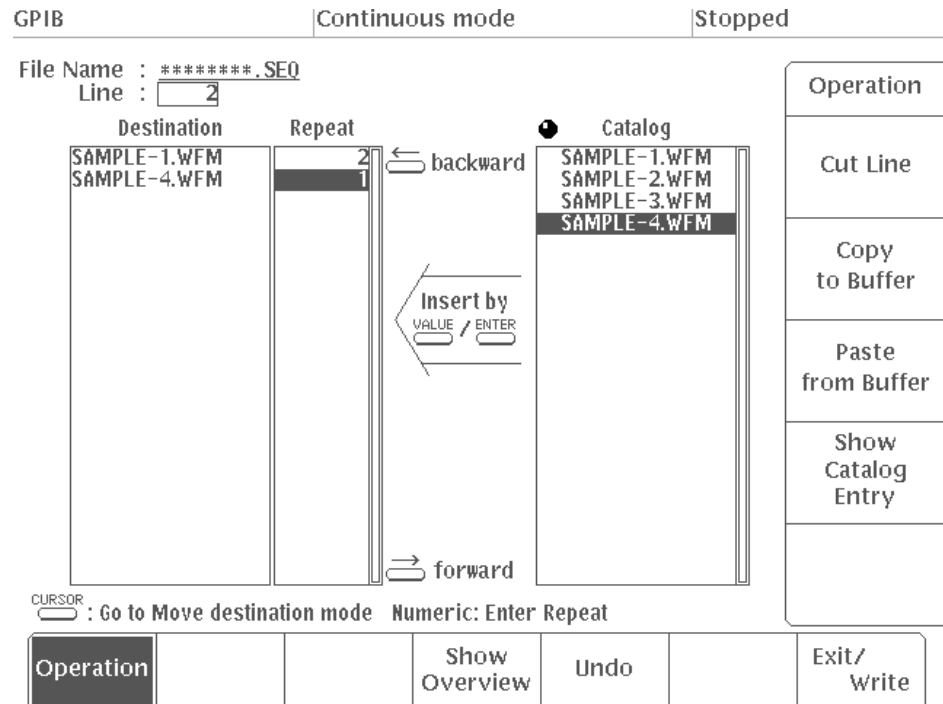 GPIB Continuous mode Stopped
File Name : ********.SEQ
Line : 2
Destination Repeat Catalog
SAMPLE-1.WFM 2
SAMPLE-4.WFM 1
backward
Insert by
VALUE / ENTER
forward
SAMPLE-1.WFM
SAMPLE-2.WFM
SAMPLE-3.WFM
SAMPLE-4.WFM
CURSOR : Go to Move destination mode Numeric: Enter Repeat
Operation
Cut Line
Copy
to Buffer
Paste
from Buffer
Show
Catalog
Entry
Operation
Show
Overview
Undo
Exit/
Write